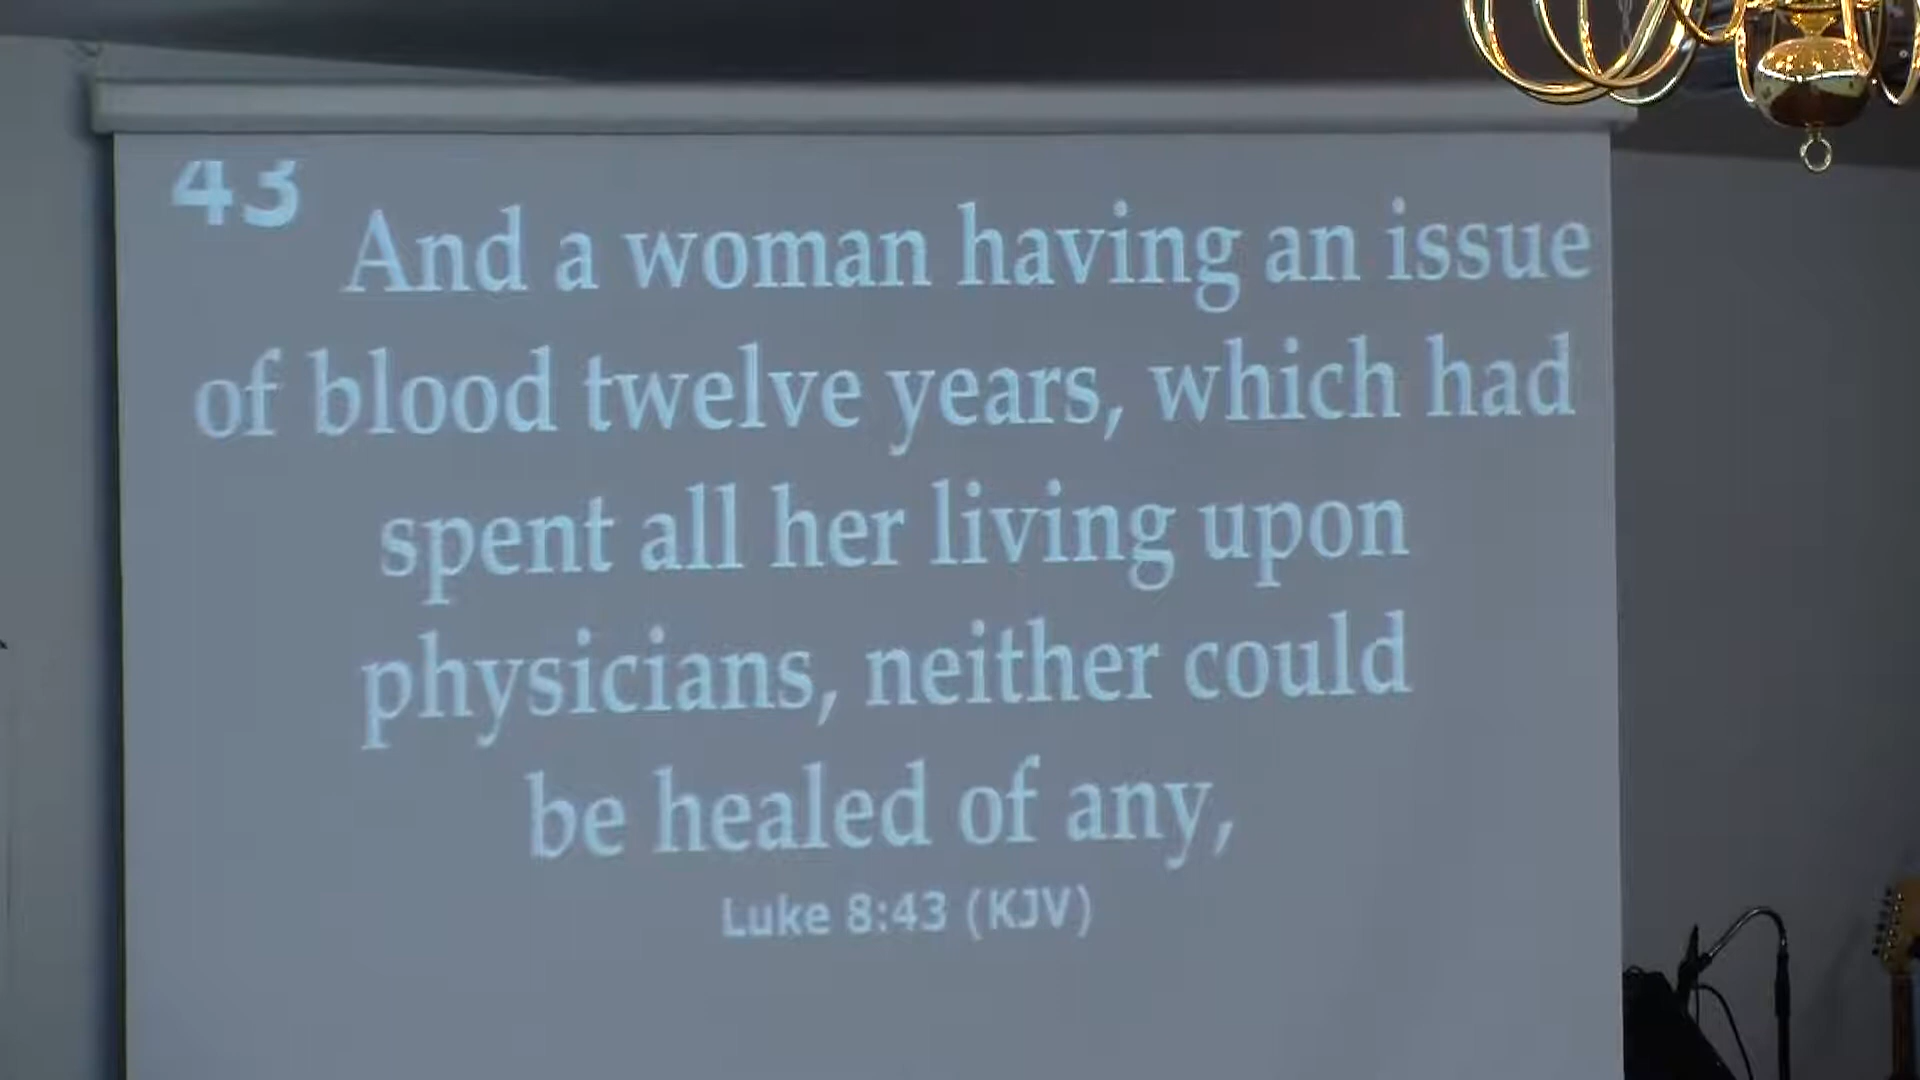 43 And a woman having an issue
of blood twelve years, which had
spent all her living upon
physicians, neither could
be healed of any,
Luke 8:43 (KJV)